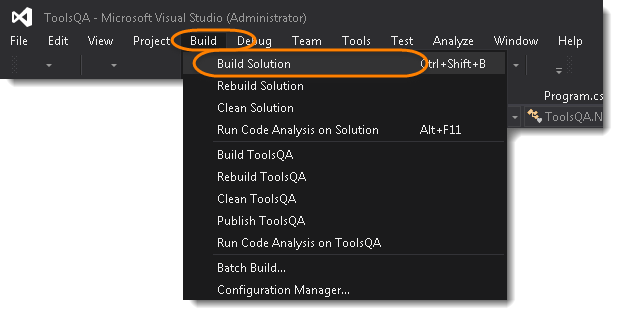 ToolsQA - Microsoft Visual Studio (Administrator)
File Edit View Project Build Debug Team Tools Test Analyze Window Help
Build Solution Ctrl+Shift+B
Rebuild Solution
Clean Solution
Program.cs
ToolsQA.N
Run Code Analysis on Solution Alt+F11
Build ToolsQA
Rebuild ToolsQA
Clean ToolsQA
Publish ToolsQA
Run Code Analysis on ToolsQA
Batch Build...
Configuration Manager...